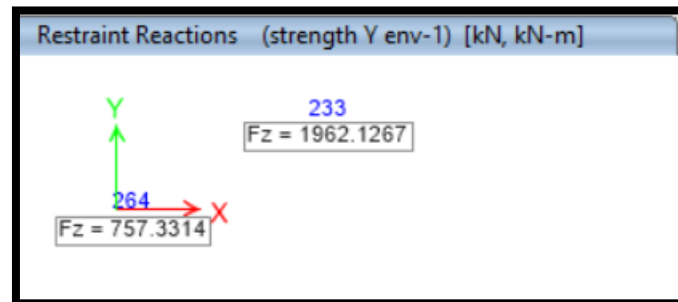 Restraint Reactions (strength Y env-1) [kN, kN-m]
Y
233
Fz = 1962.1267
264
X
Fz = 757.3314